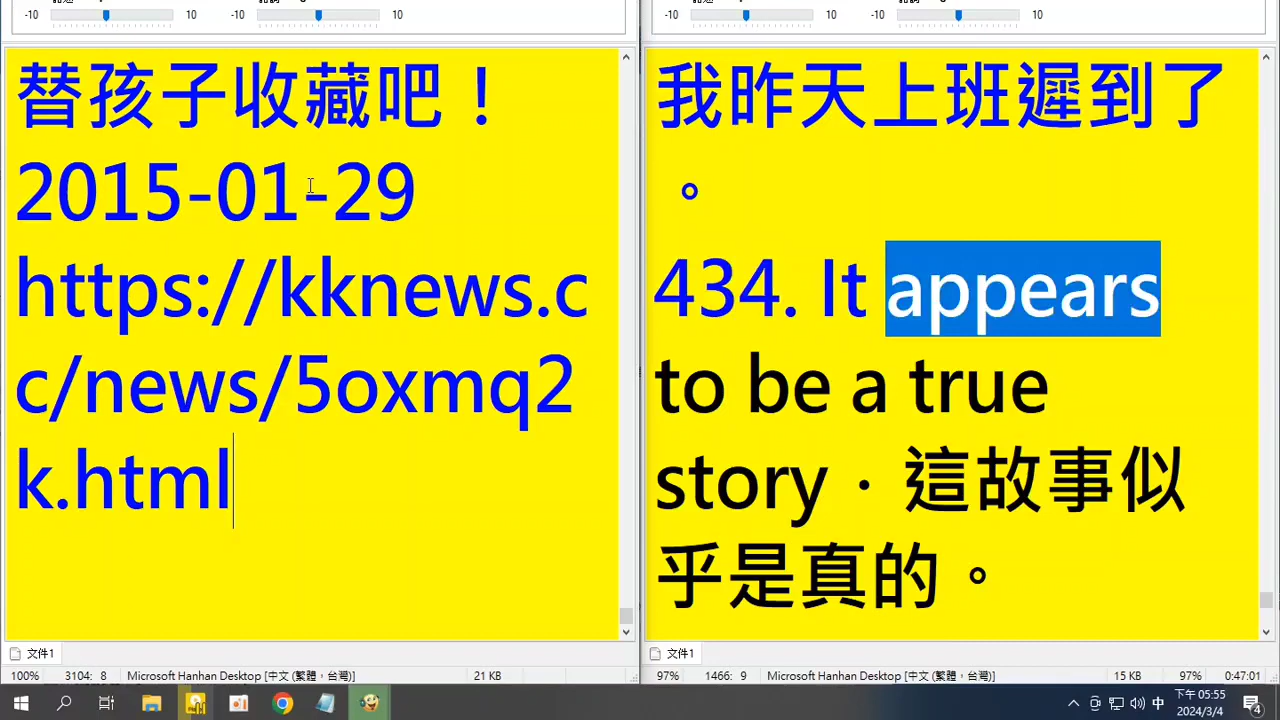 -10 10 -10 10
替孩子收藏吧！
2015-01-29
https://kknews.c
c/news/5oxmq2
k.html
文件1
100% 3104: 8 Microsoft Hanhan Desktop [中文 (繁體，台灣)] 21 KB
-10 10 -10 10
我昨天上班遲到了
。
434. It appears
to be a true
story．這故事似
乎是真的。
文件1
97% 1466: 9 Microsoft Hanhan Desktop [中文 (繁體，台灣)] 15 KB 97% 0:47:01
中 下午 05:55
2024/3/4
4